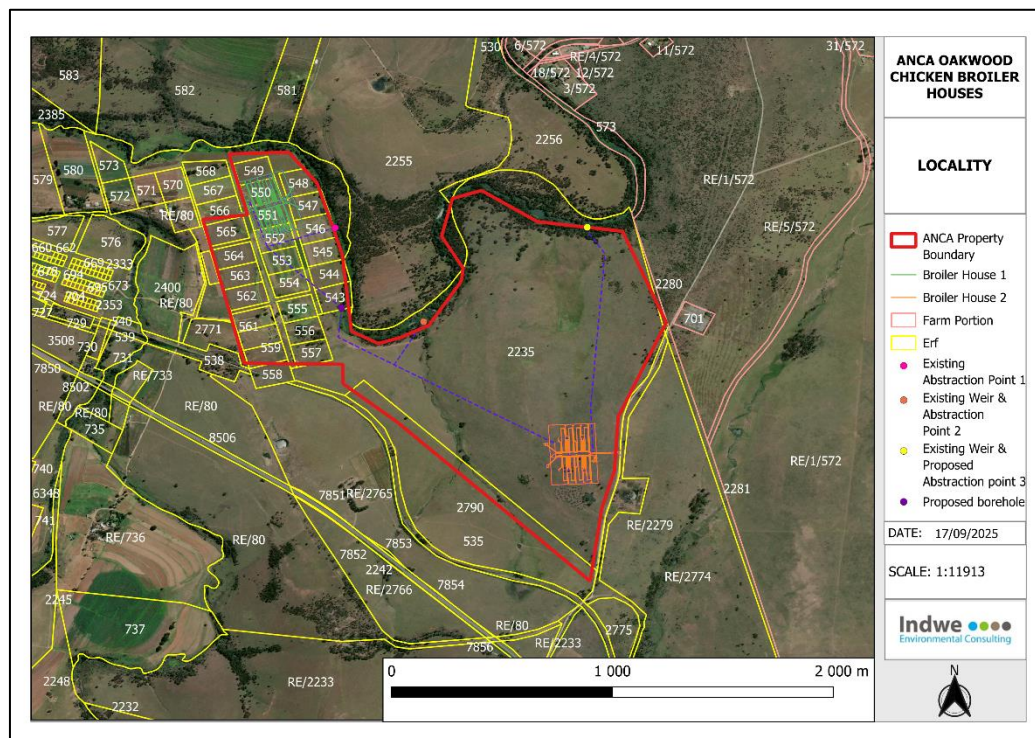 ANCA OAKWOOD
CHICKEN BROILER
HOUSES
LOCALITY
ANCA Property
Boundary
Broiler House 1
Broiler House 2
Farm Portion
Erf
Existing
Abstraction Point 1
Existing Weir &
Abstraction
Point 2
Existing Weir &
Proposed
Abstraction point 3
Proposed borehole
DATE: 17/09/2025
SCALE: 1:11913
Indwe
Environmental Consulting
N
0
1 000
2 000 m
530
6/572
11/572
31/572
RE/4/572
18/572
12/572
3/572
583
582
581
573
2385
2255
2256
RE/1/572
580
573
579
572
571
570
568
567
566
RE/80
549
548
550
547
551
546
565
552
545
RE/5/572
577
576
660
662
669
2333
564
553
544
694
673
563
554
2400
2280
724
704
2353
562
543
701
RE/80
555
727
729
540
539
2771
561
556
3508
730
731
538
559
557
2235
7850
8502
RE/733
558
RE/80
RE/80
735
RE/80
8506
740
6343
741
7851
RE/2765
2790
2281
RE/1/572
RE/736
RE/80
7853
535
RE/2279
7852
2242
RE/2766
7854
RE/2774
2245
737
RE/80
2775
7856
RE/2233
2248
RE/2233
2232